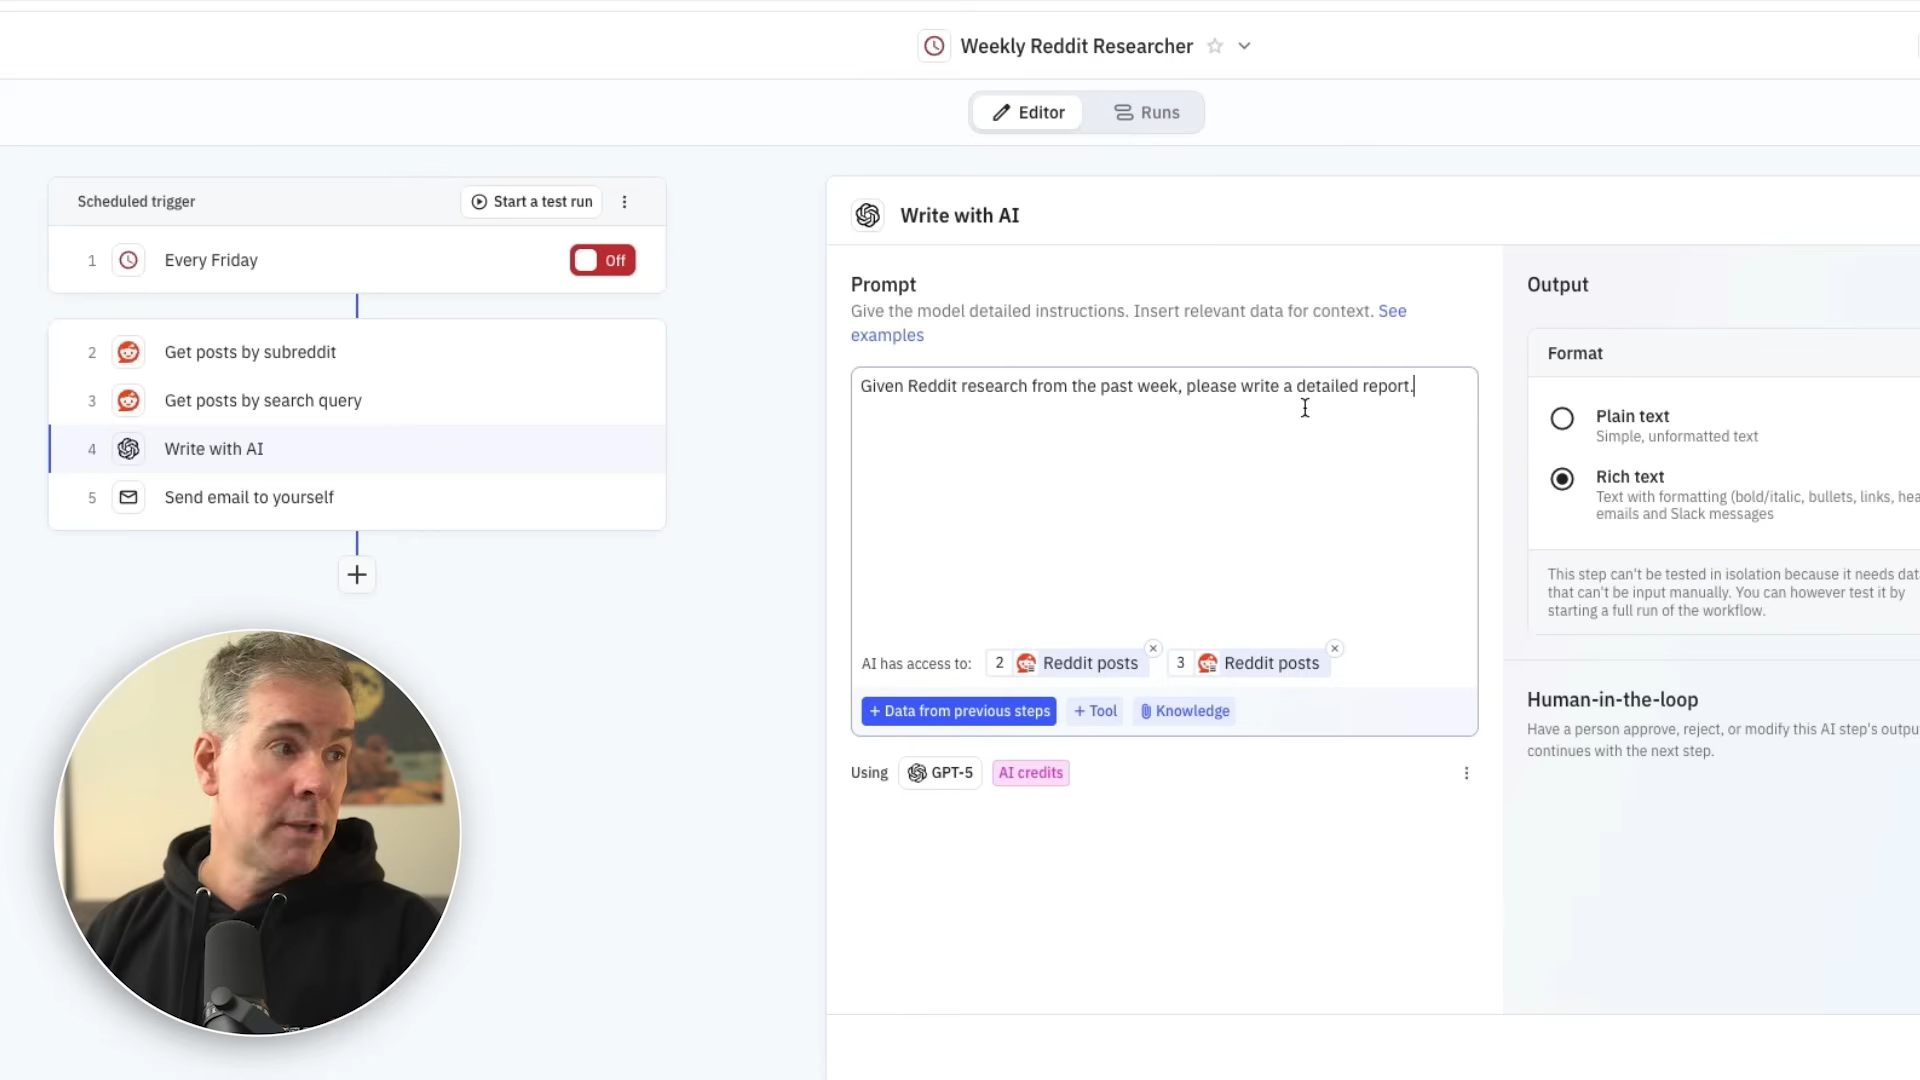 Weekly Reddit Researcher
Editor
Runs
Scheduled trigger
Start a test run
1 Every Friday
Off
2 Get posts by subreddit
3 Get posts by search query
4 Write with AI
5 Send email to yourself
Write with AI
Prompt
Give the model detailed instructions. Insert relevant data for context. See
examples
Given Reddit research from the past week, please write a detailed report.
AI has access to: 2 Reddit posts 3 Reddit posts
+ Data from previous steps + Tool Knowledge
Using GPT-5 AI credits
Output
Format
Plain text
Simple, unformatted text
Rich text
Text with formatting (bold/italic, bullets, links, hea
emails and Slack messages
This step can't be tested in isolation because it needs dat
that can't be input manually. You can however test it by
starting a full run of the workflow.
Human-in-the-loop
Have a person approve, reject, or modify this AI step's outpu
continues with the next step.